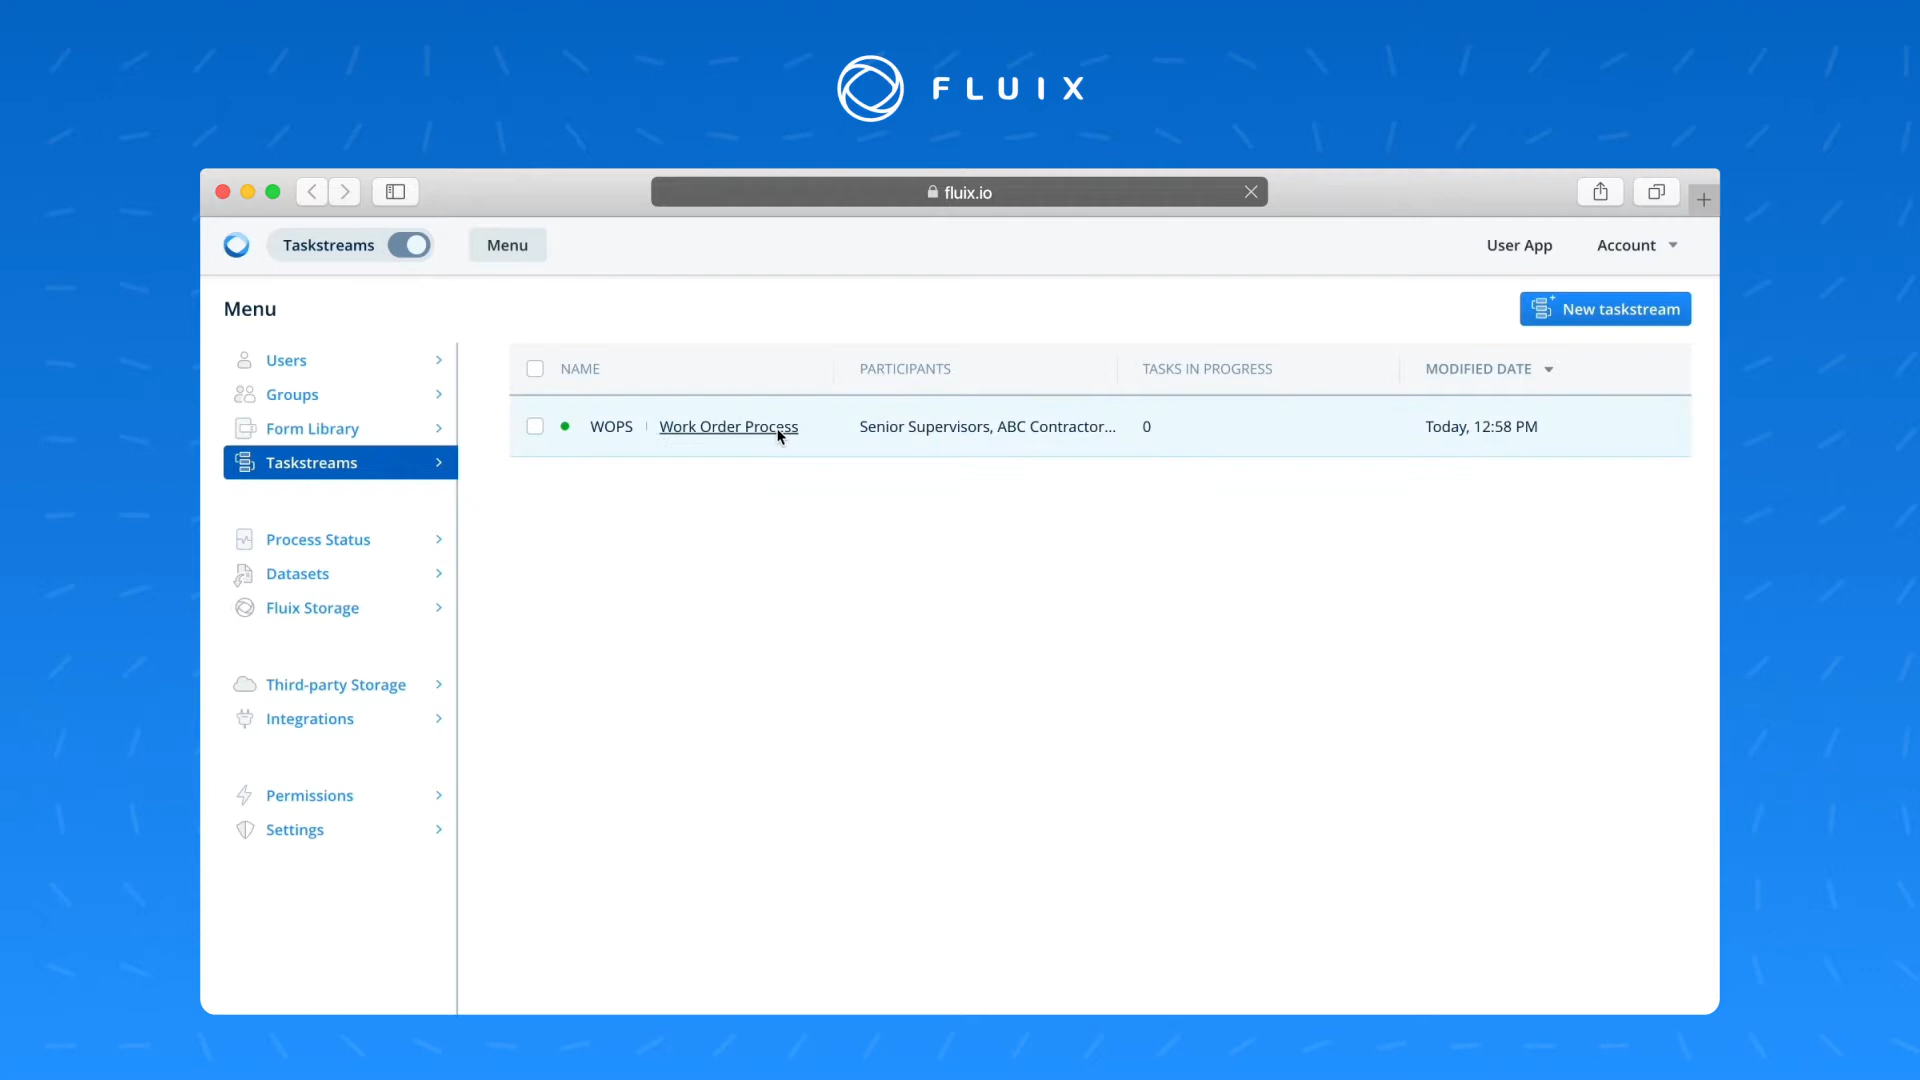 FLUIX
fluix.io
Taskstreams Menu User App Account
Menu New taskstream
Users
Groups
Form Library
Taskstreams
Process Status
Datasets
Fluix Storage
Third-party Storage
Integrations
Permissions
Settings
NAME PARTICIPANTS TASKS IN PROGRESS MODIFIED DATE
WOPS Work Order Process Senior Supervisors, ABC Contractor... 0 Today, 12:58 PM